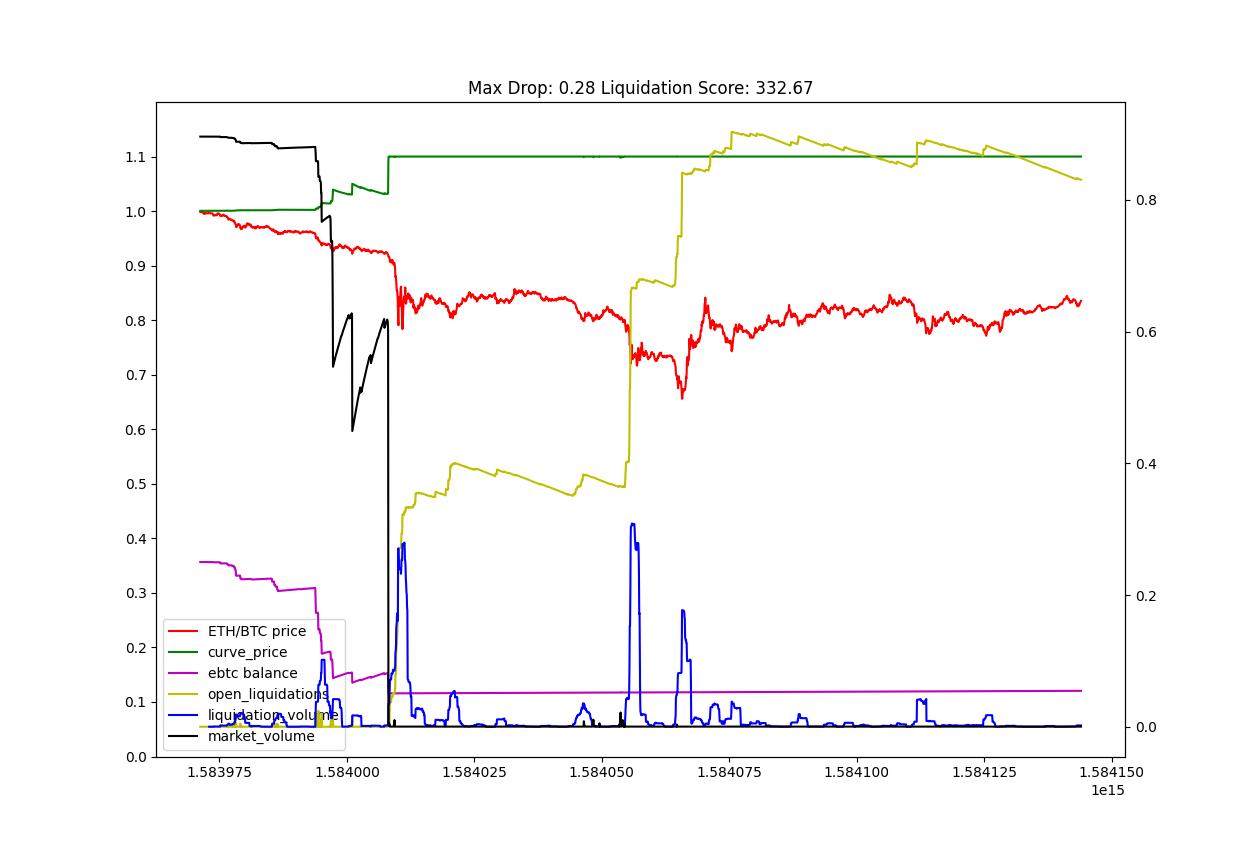 Max Drop: 0.28 Liquidation Score: 332.67
1.1
1.0
0.9
0.8
0.7
0.6
0.5
0.4
0.3
0.2
0.1
0.0
0.8
0.6
0.4
0.2
0.0
ETH/BTC price
curve_price
ebtc balance
open_liquidations
liquidation_volume
market_volume
1.583975 1.584000 1.584025 1.584050 1.584075 1.584100 1.584125 1.584150
1e15